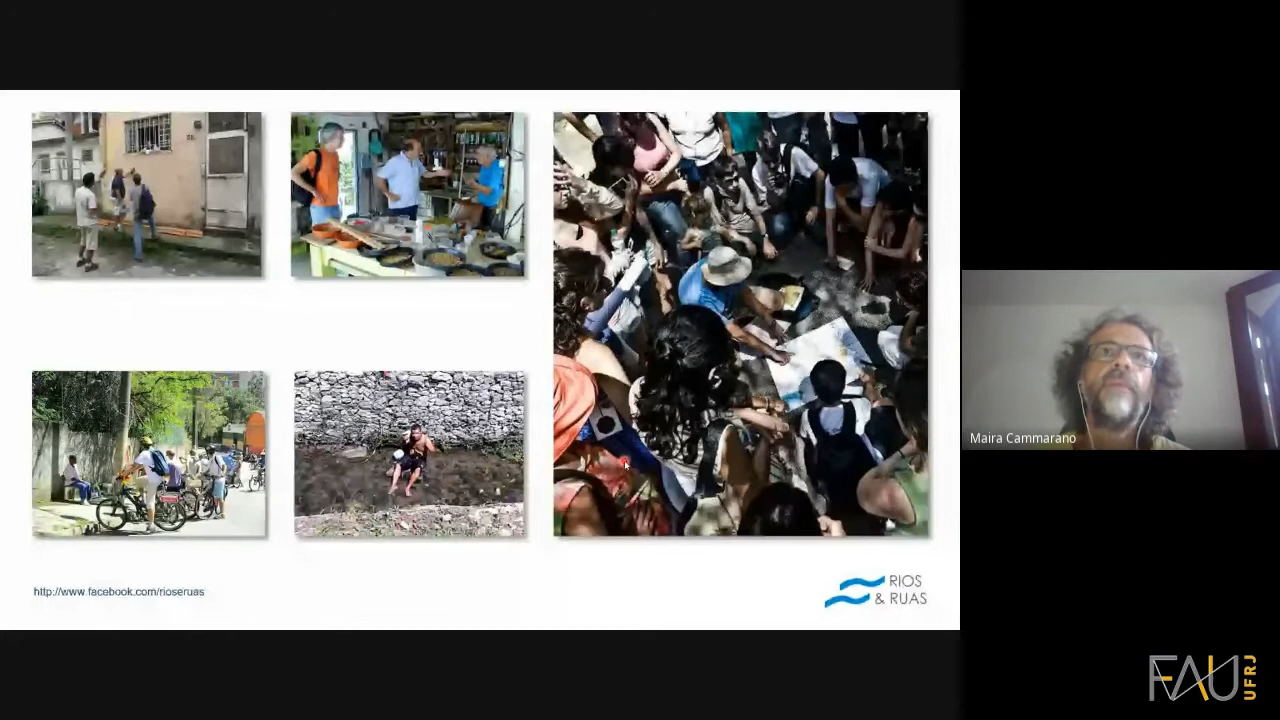 http://www.facebook.com/rioseruas
RIOS
& RUAS
Maira Cammarano
FAU
UFRJ